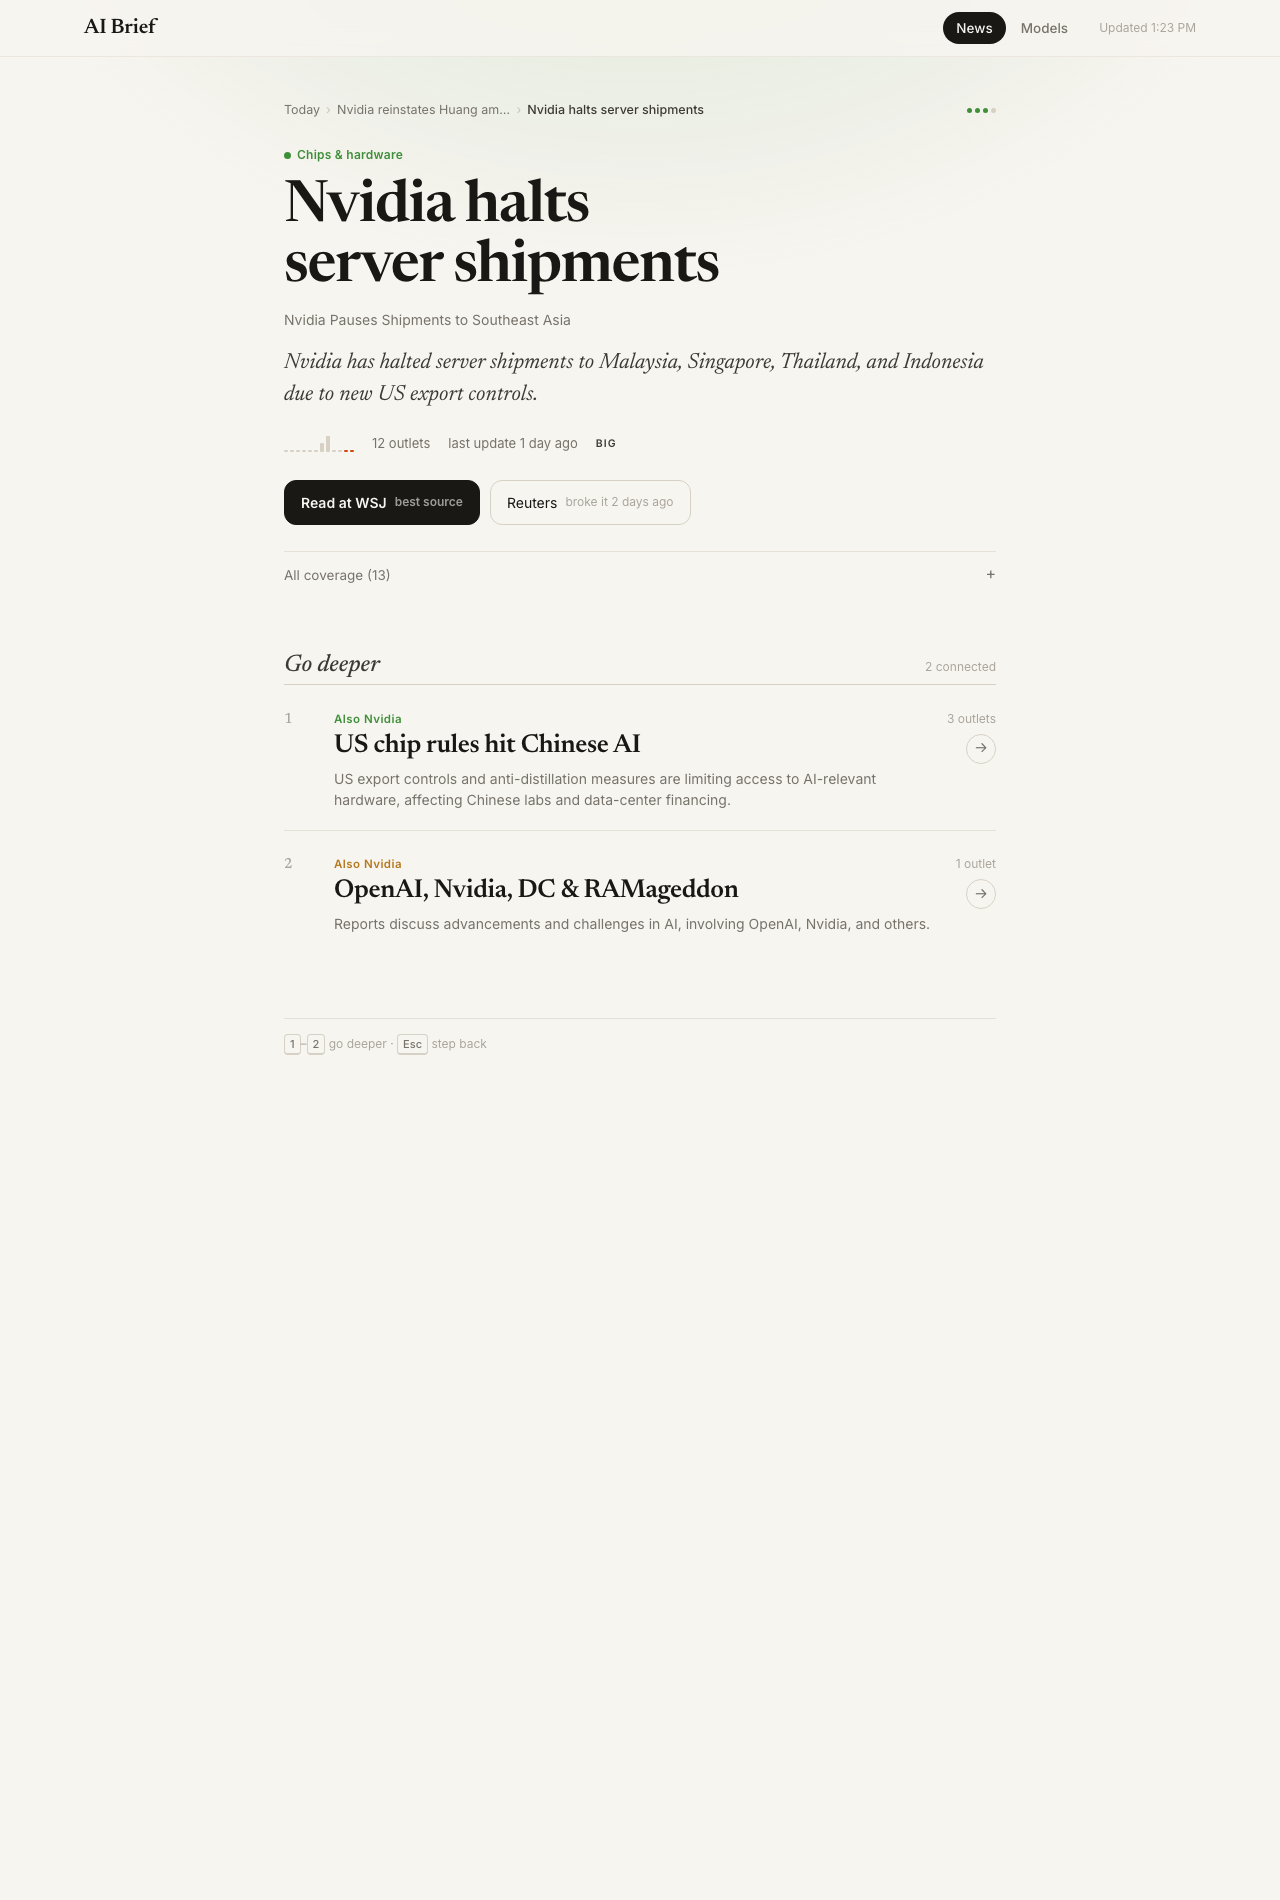 AI Brief
News Models Updated 1:23 PM
Today › Nvidia reinstates Huang am... › Nvidia halts server shipments
Chips & hardware
Nvidia halts
server shipments
Nvidia Pauses Shipments to Southeast Asia
Nvidia has halted server shipments to Malaysia, Singapore, Thailand, and Indonesia
due to new US export controls.
12 outlets last update 1 day ago BIG
Read at WSJ best source Reuters broke it 2 days ago
All coverage (13) +
Go deeper 2 connected
1 Also Nvidia 3 outlets
US chip rules hit Chinese AI →
US export controls and anti-distillation measures are limiting access to AI-relevant
hardware, affecting Chinese labs and data-center financing.
2 Also Nvidia 1 outlet
OpenAI, Nvidia, DC & RAMageddon →
Reports discuss advancements and challenges in AI, involving OpenAI, Nvidia, and others.
1–2 go deeper · Esc step back